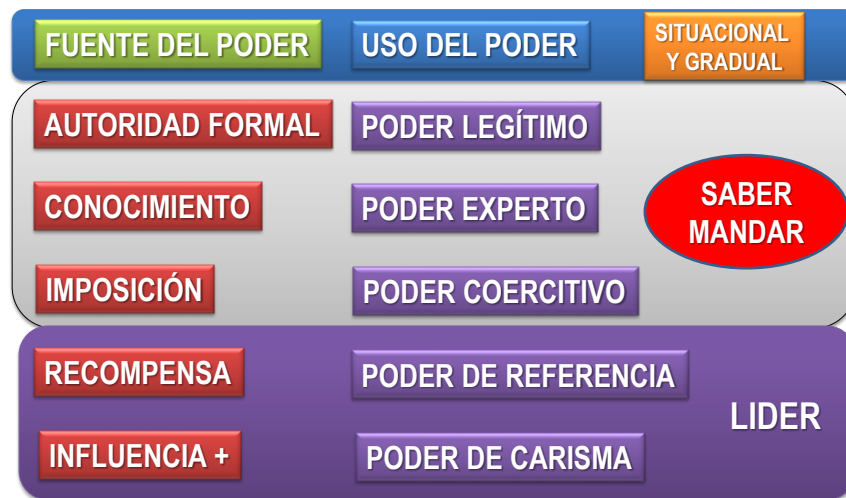 FUENTE DEL PODER
USO DEL PODER
SITUACIONAL
Y GRADUAL
AUTORIDAD FORMAL
PODER LEGÍTIMO
CONOCIMIENTO
PODER EXPERTO
SABER
MANDAR
IMPOSICIÓN
PODER COERCITIVO
RECOMPENSA
PODER DE REFERENCIA
LIDER
INFLUENCIA +
PODER DE CARISMA